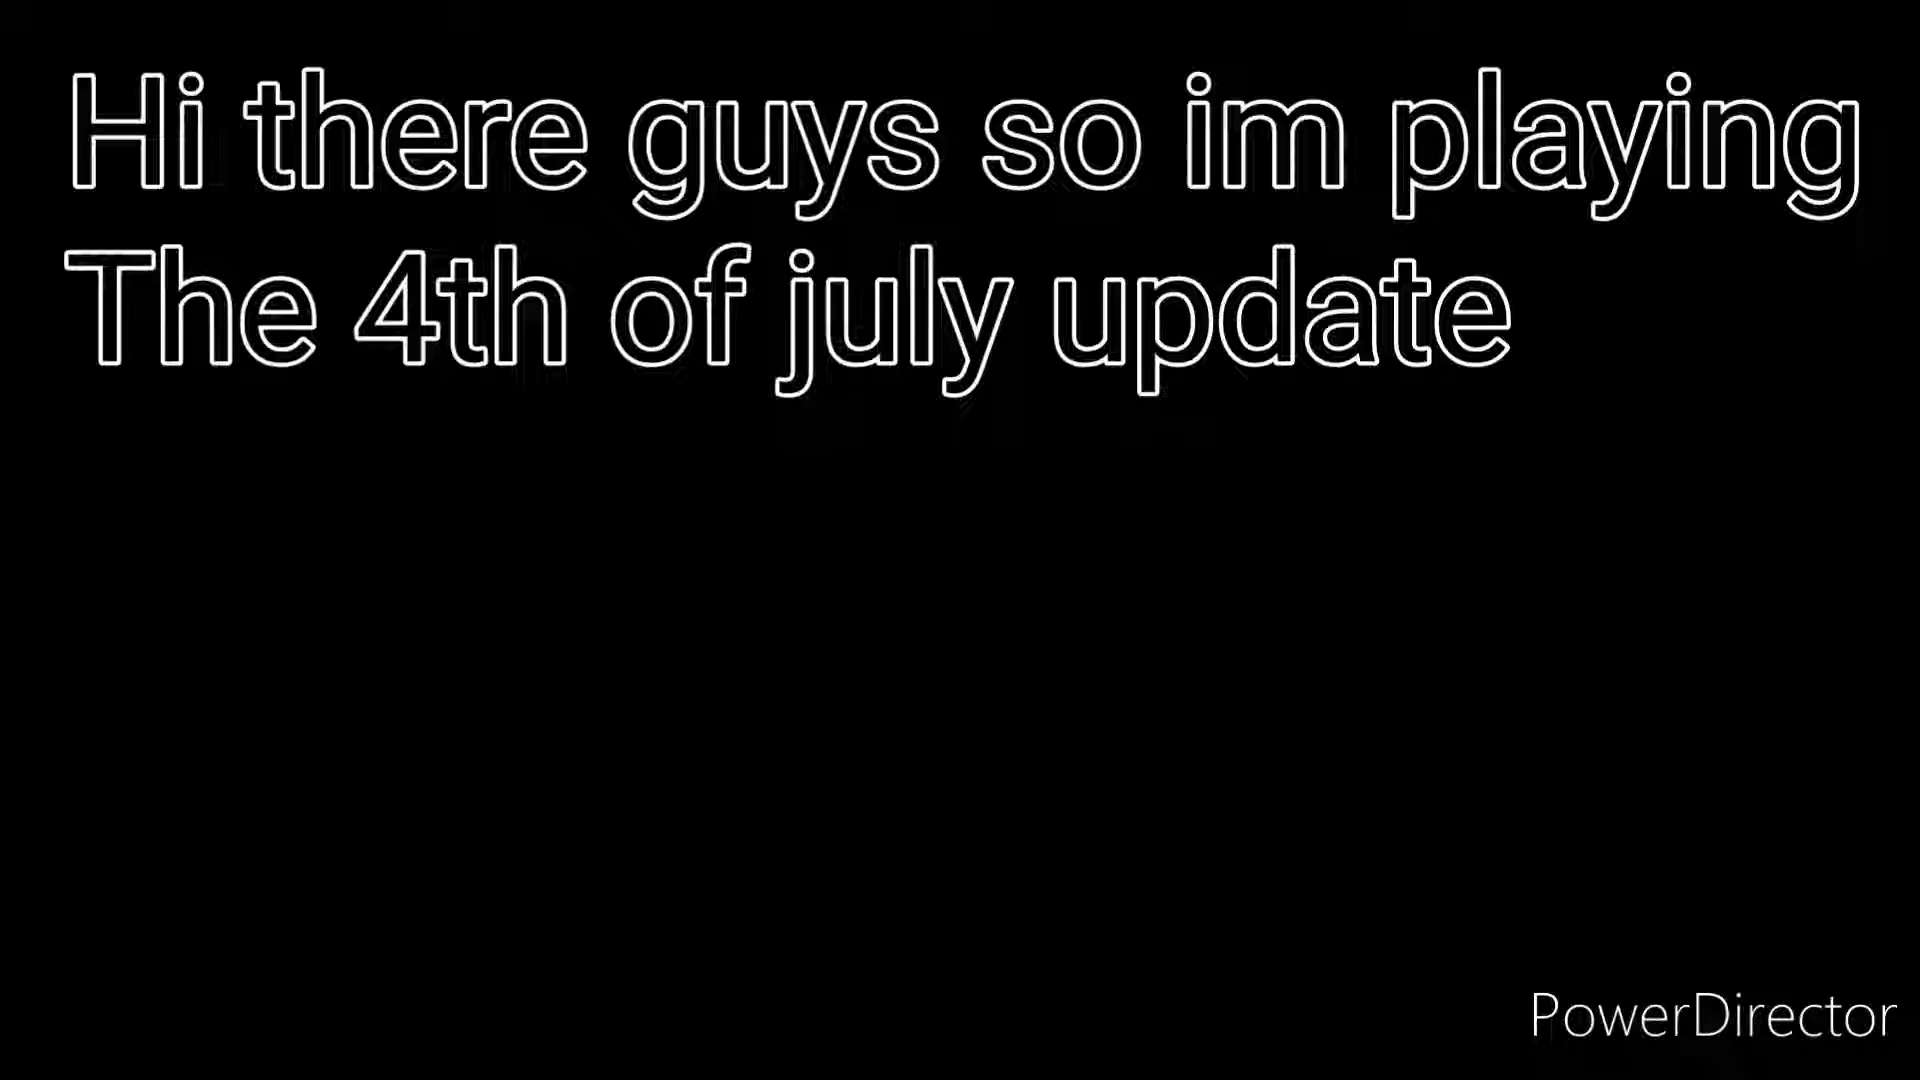 Hi there guys so im playing
The 4th of july update
PowerDirector